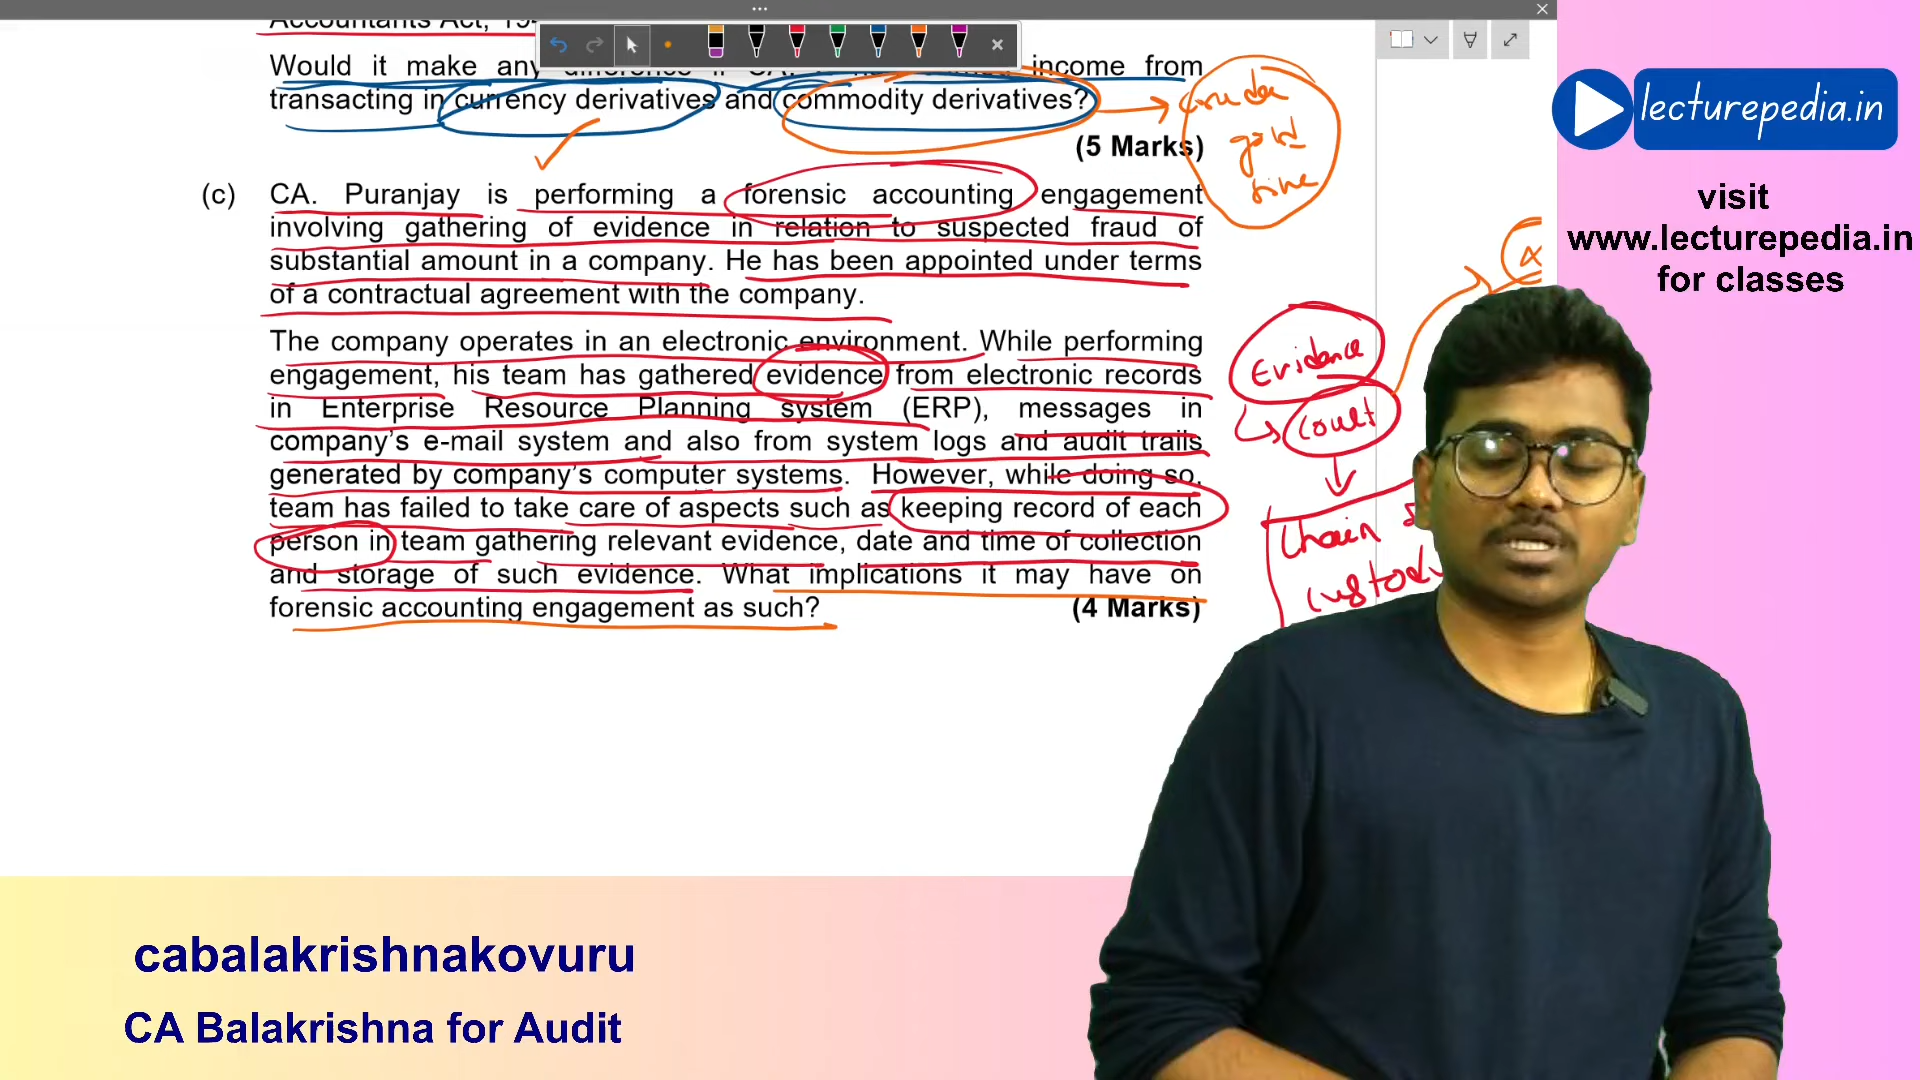 Accountants Act, 19
Would it make any difference if CA. income from
transacting in currency derivatives and commodity derivatives?
(5 Marks)
crude
gold
(c) CA. Puranjay is performing a forensic accounting engagement
involving gathering of evidence in relation to suspected fraud of
substantial amount in a company. He has been appointed under terms
of a contractual agreement with the company.
The company operates in an electronic environment. While performing
engagement, his team has gathered evidence from electronic records
in Enterprise Resource Planning system (ERP), messages in
company's e-mail system and also from system logs and audit trails
generated by company's computer systems. However, while doing so,
team has failed to take care of aspects such as keeping record of each
person in team gathering relevant evidence, date and time of collection
and storage of such evidence. What implications it may have on
forensic accounting engagement as such?
(4 Marks)
Evidence
Court
Chain
custody
lecturepedia.in
visit
www.lecturepedia.in
for classes
cabalakrishnakovuru
CA Balakrishna for Audit